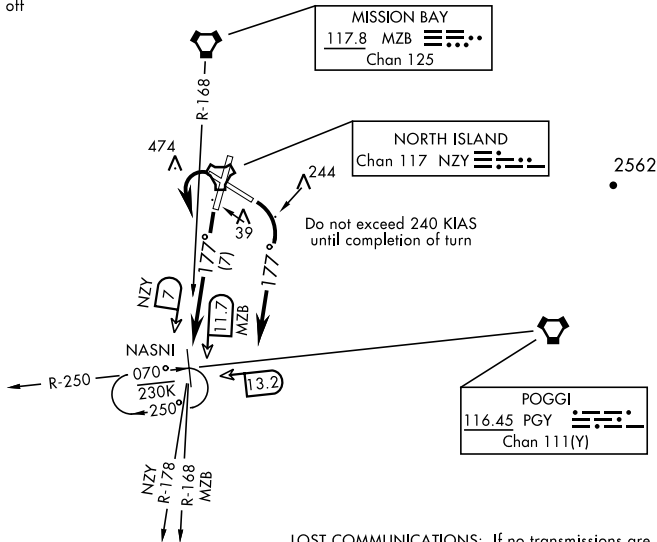 off
MISSION BAY
117.8 MZB
Chan 125
R-168
474
NORTH ISLAND
Chan 117 NZY
244
2562
39
Do not exceed 240 KIAS
until completion of turn
177°
(7)
177°
NZY
7
11.7
MZB
NASNI
R-250
070°
230K
250°
13.2
POGGI
116.45 PGY
Chan 111(Y)
NZY
R-178
R-168
MZB
LOST COMMUNICATIONS: If no transmissions are